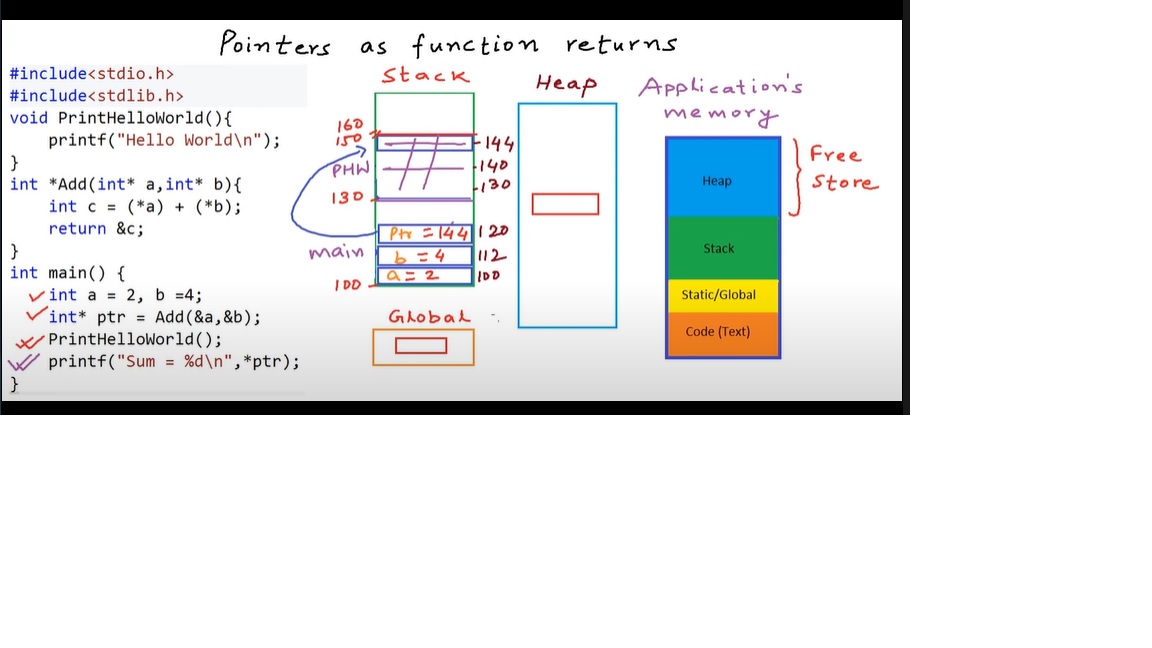 Pointers as function returns
#include<stdio.h>
#include<stdlib.h>
void PrintHelloWorld(){
printf("Hello World\n");
}
int *Add(int* a,int* b){
int c = (*a) + (*b);
return &c;
}
int main() {
int a = 2, b =4;
int* ptr = Add(&a,&b);
PrintHelloWorld();
printf("Sum = %d\n",*ptr);
}
Stack
160
150
144
PHW
140
130
130
Ptr = 144
120
main
b = 4
112
a = 2
100
100
Global
Heap
Application's
memory
Heap
Stack
Static/Global
Code (Text)
Free
Store